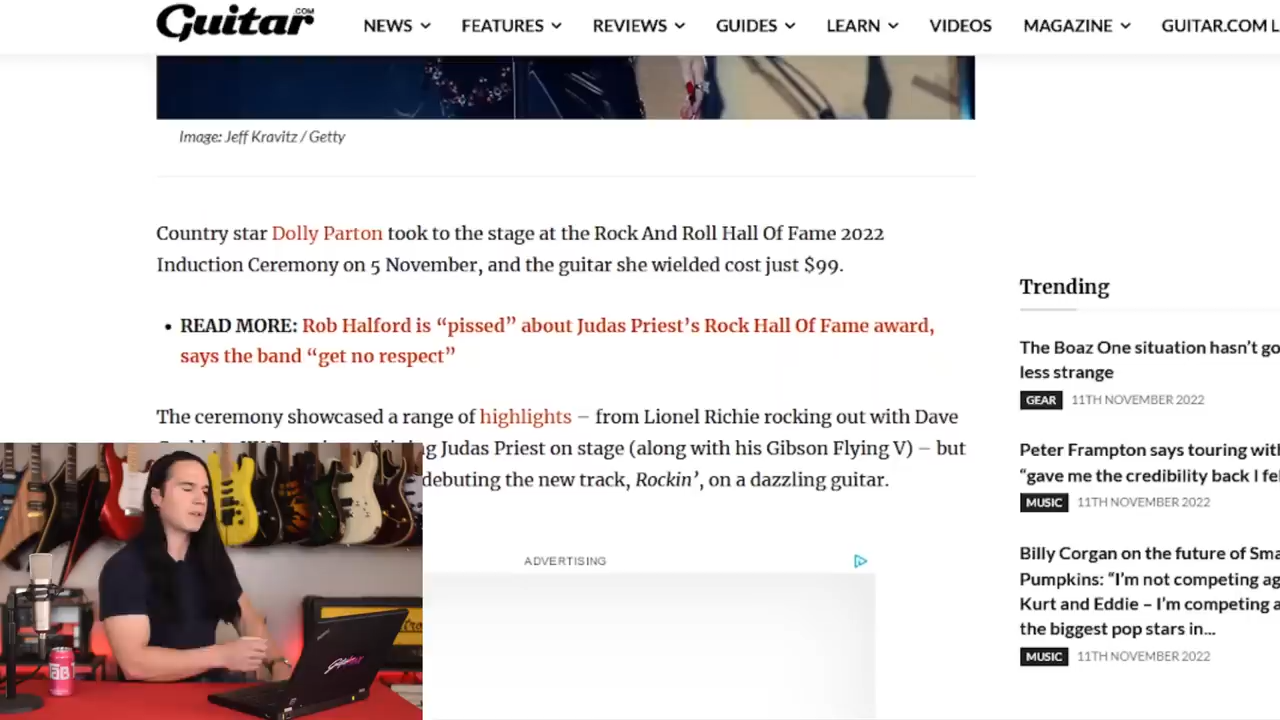 Guitar .COM
NEWS FEATURES REVIEWS GUIDES LEARN VIDEOS MAGAZINE GUITAR.COM L
Image: Jeff Kravitz / Getty
Country star Dolly Parton took to the stage at the Rock And Roll Hall Of Fame 2022
Induction Ceremony on 5 November, and the guitar she wielded cost just $99.
• READ MORE: Rob Halford is “pissed” about Judas Priest’s Rock Hall Of Fame award,
says the band “get no respect”
The ceremony showcased a range of highlights – from Lionel Richie rocking out with Dave
Judas Priest on stage (along with his Gibson Flying V) – but
debuting the new track, Rockin’, on a dazzling guitar.
ADVERTISING
Trending
The Boaz One situation hasn’t go
less strange
GEAR 11TH NOVEMBER 2022
Peter Frampton says touring with
“gave me the credibility back I fel
MUSIC 11TH NOVEMBER 2022
Billy Corgan on the future of Sma
Pumpkins: “I’m not competing ag
Kurt and Eddie – I’m competing a
the biggest pop stars in...
MUSIC 11TH NOVEMBER 2022